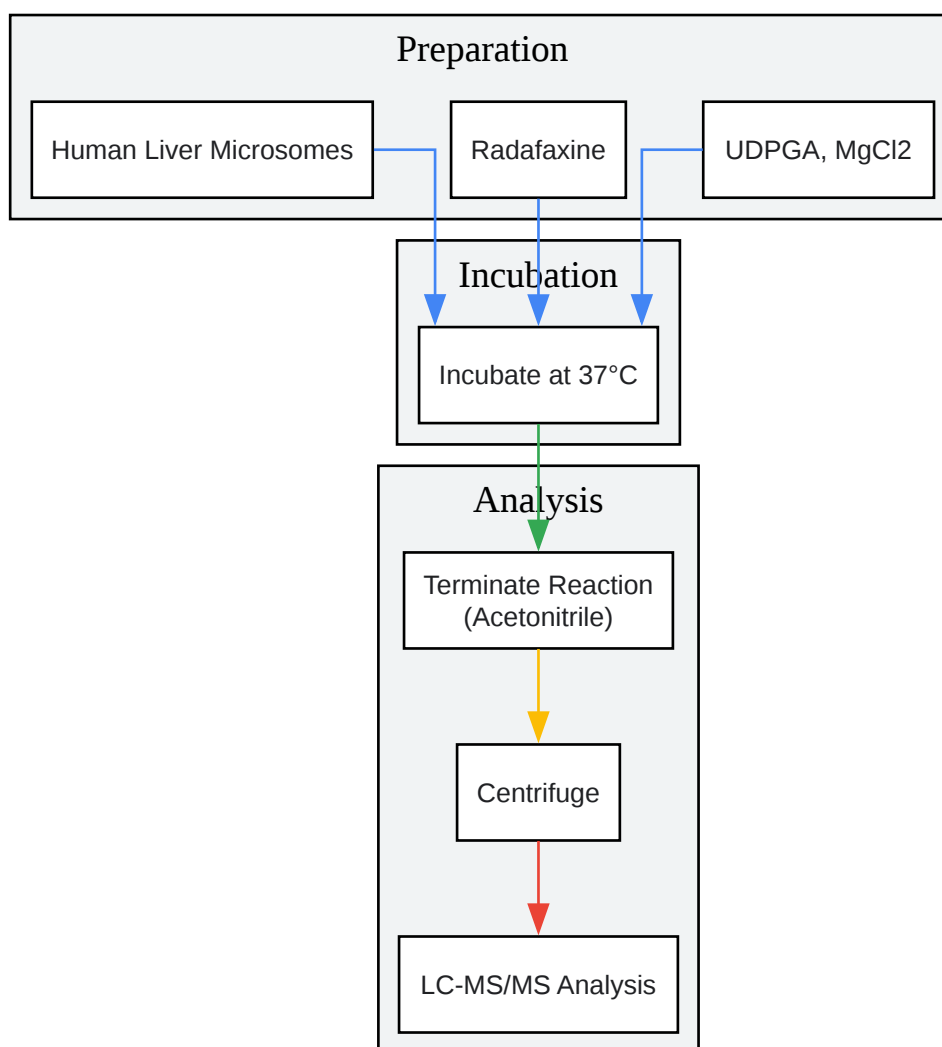 Preparation
Human Liver Microsomes
Radafaxine
UDPGA, MgCl2
Incubation
Incubate at 37°C
Analysis
Terminate Reaction
(Acetonitrile)
Centrifuge
LC-MS/MS Analysis